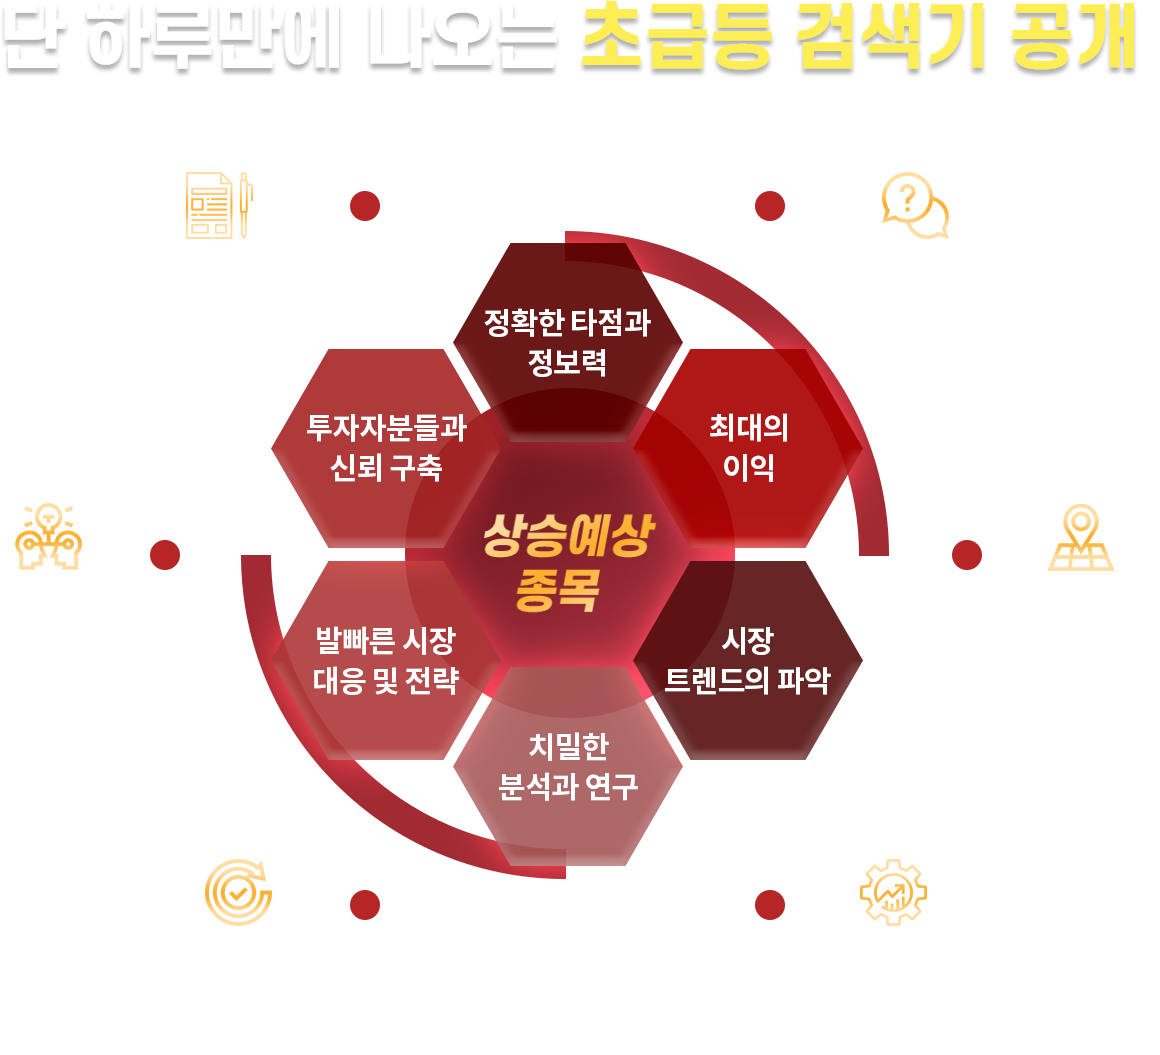 단 하루만에 나오는 초급등 검색기 공개
정확한 타점과
정보력
투자자분들과
신뢰 구축
최대의
이익
상승예상
종목
발빠른 시장
대응 및 전략
시장
트렌드의 파악
치밀한
분석과 연구